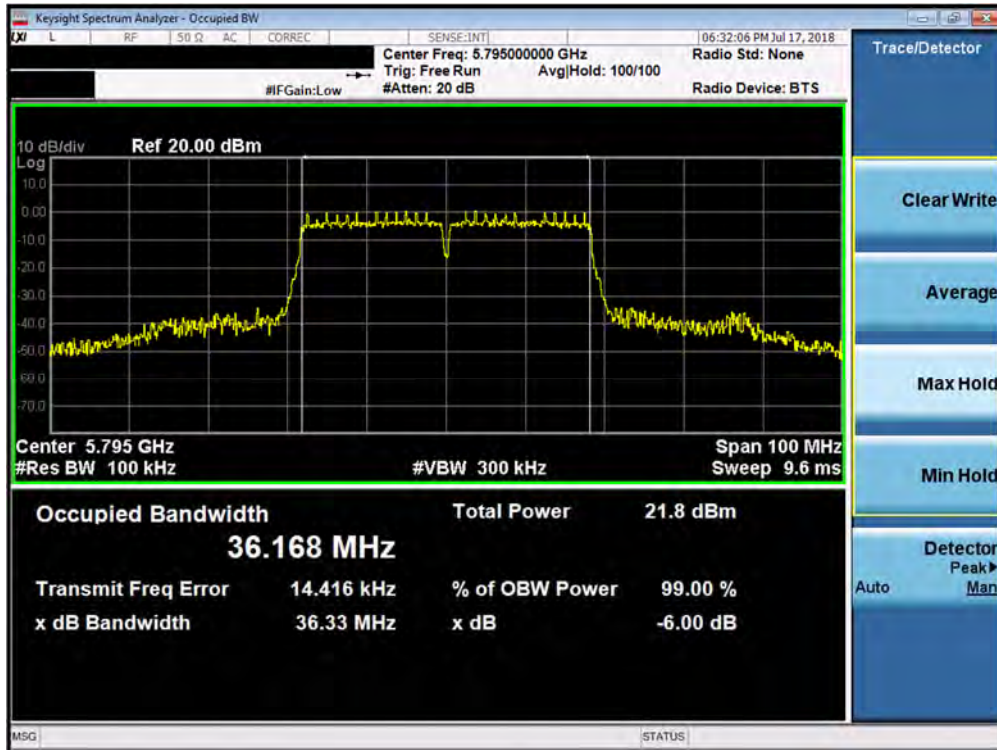 Keysight Spectrum Analyzer - Occupied BW
LXI L RF 50 Ω AC CORREC SENSE:INT 06:32:06 PM Jul 17, 2018
Center Freq: 5.795000000 GHz Radio Std: None
Trig: Free Run Avg|Hold: 100/100
#IFGain:Low #Atten: 20 dB Radio Device: BTS
Trace/Detector
10 dB/div Ref 20.00 dBm
Log
10.0
0.00
-10.0
-20.0
-30.0
-40.0
-50.0
-60.0
-70.0
Center 5.795 GHz Span 100 MHz
#Res BW 100 kHz #VBW 300 kHz Sweep 9.6 ms
Occupied Bandwidth Total Power 21.8 dBm
36.168 MHz
Transmit Freq Error 14.416 kHz % of OBW Power 99.00 %
x dB Bandwidth 36.33 MHz x dB -6.00 dB
Clear Write
Average
Max Hold
Min Hold
Detector
Peak▶
Auto Man
MSG STATUS